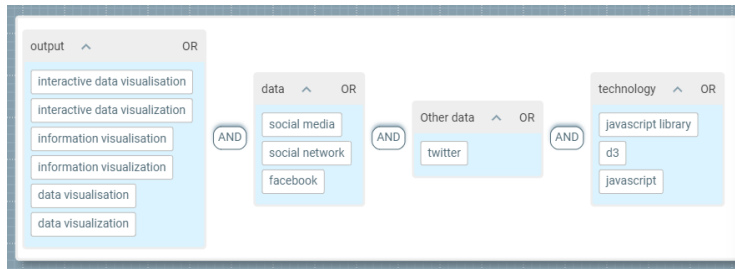 output OR
interactive data visualisation
interactive data visualization
information visualisation
information visualization
data visualisation
data visualization
AND
data OR
social media
social network
facebook
AND
Other data OR
twitter
AND
technology OR
javascript library
d3
javascript